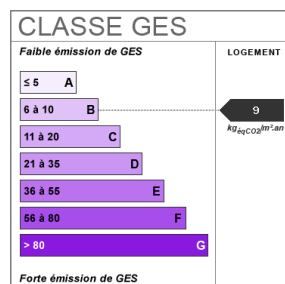 CLASSE GES
Faible émission de GES
LOGEMENT
≤ 5 A
6 à 10 B
9
kgéqCO2/m².an
11 à 20 C
21 à 35 D
36 à 55 E
56 à 80 F
> 80 G
Forte émission de GES